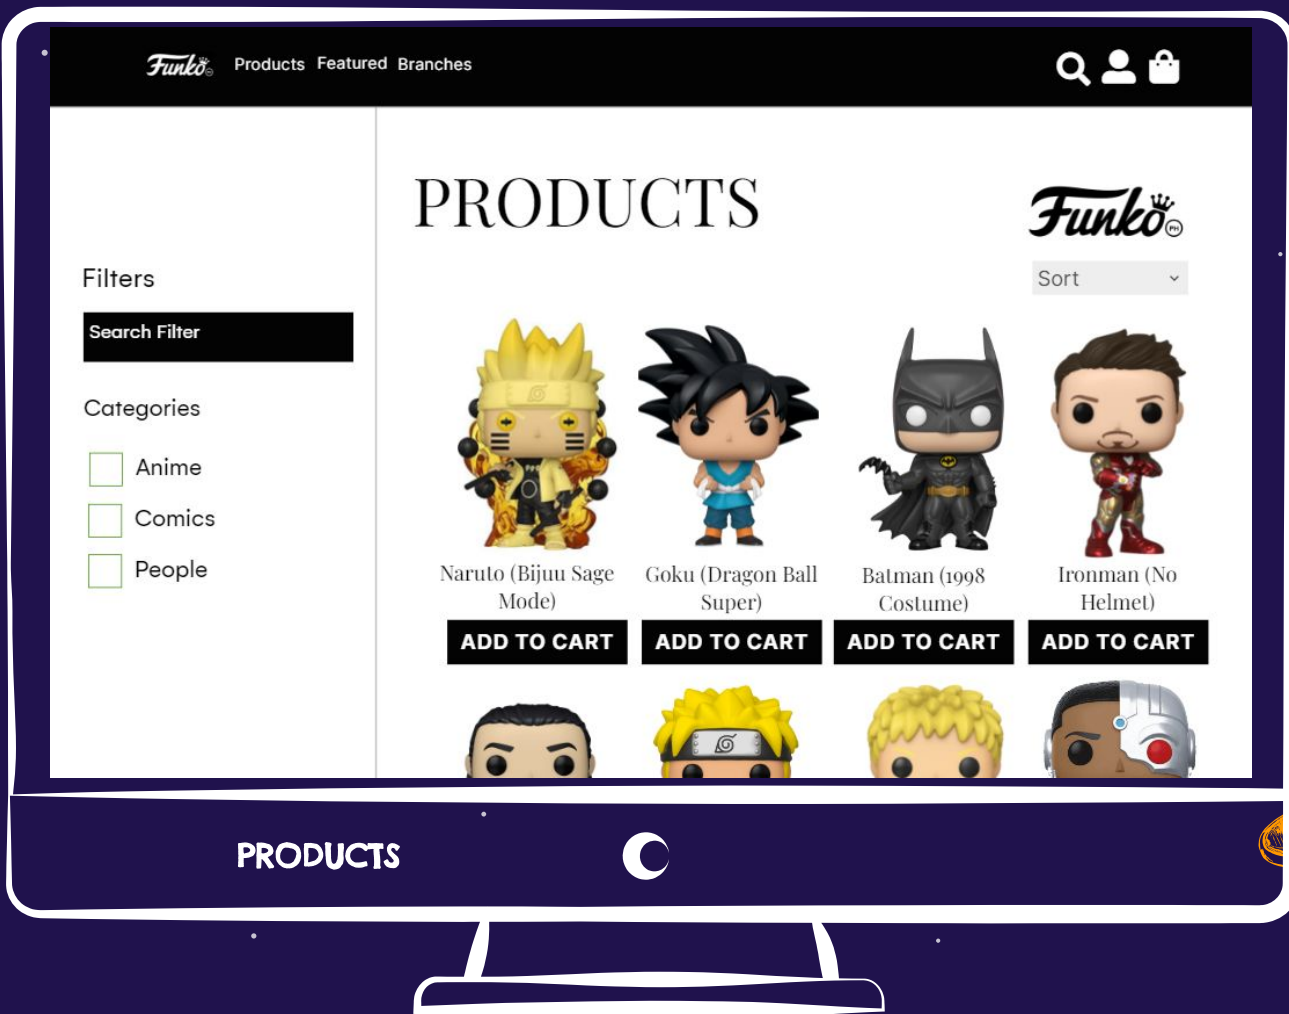 Funko PH
Products Featured Branches
PRODUCTS
Funko PH
Sort
Filters
Search Filter
Categories
Anime
Comics
People
Naruto (Bijuu Sage
Mode)
Goku (Dragon Ball
Super)
Batman (1998
Costume)
Ironman (No
Helmet)
ADD TO CART
ADD TO CART
ADD TO CART
ADD TO CART
PRODUCTS